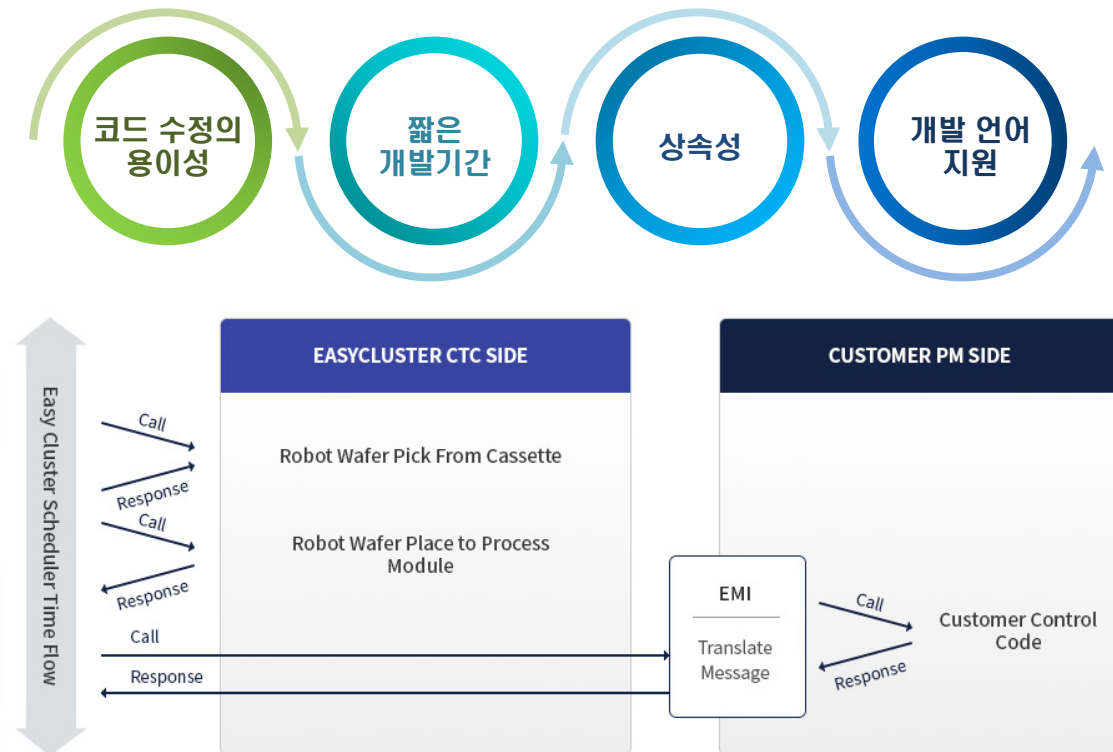 코드 수정의
용이성
짧은
개발기간
상속성
개발 언어
지원
Easy Cluster Scheduler Time Flow
EASYCLUSTER CTC SIDE
CUSTOMER PM SIDE
Call
Robot Wafer Pick From Cassette
Response
Call
Robot Wafer Place to Process
Module
Response
Call
Response
EMI
Translate
Message
Call
Customer Control
Code
Response